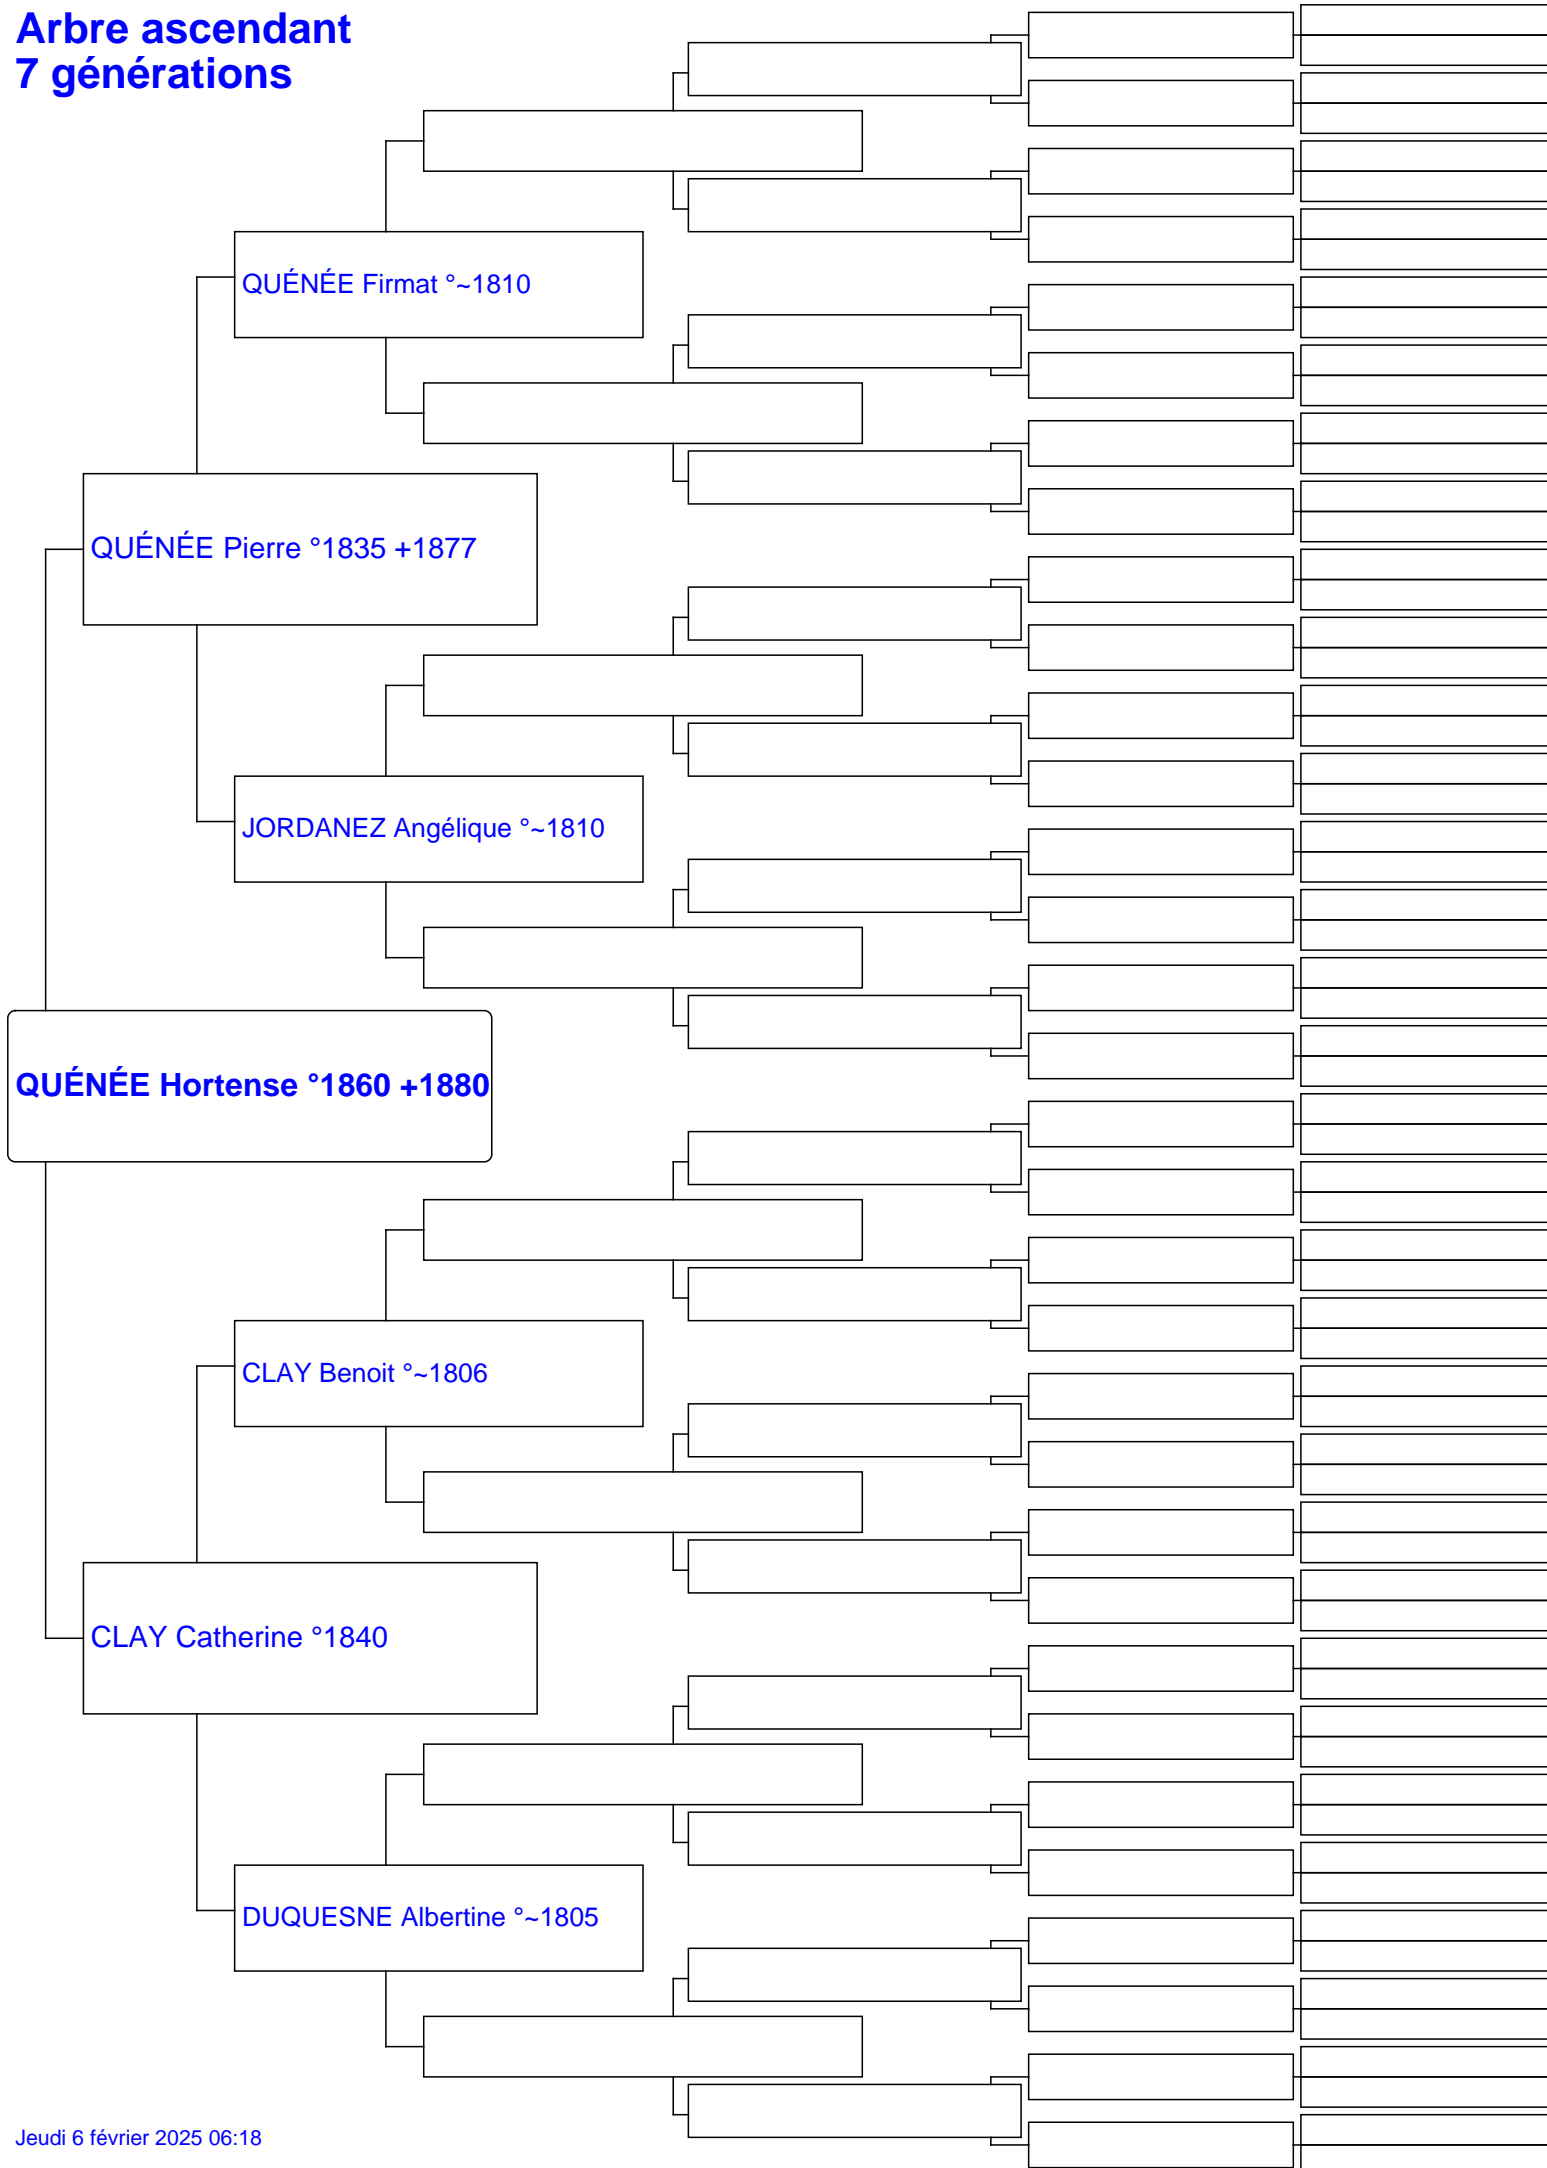 Arbre ascendant
7 générations
QUÉNÉE Firmat °~1810
QUÉNÉE Pierre °1835 +1877
JORDANEZ Angélique °~1810
QUÉNÉE Hortense °1860 +1880
CLAY Benoit °~1806
CLAY Catherine °1840
DUQUESNE Albertine °~1805
Jeudi 6 février 2025 06:18